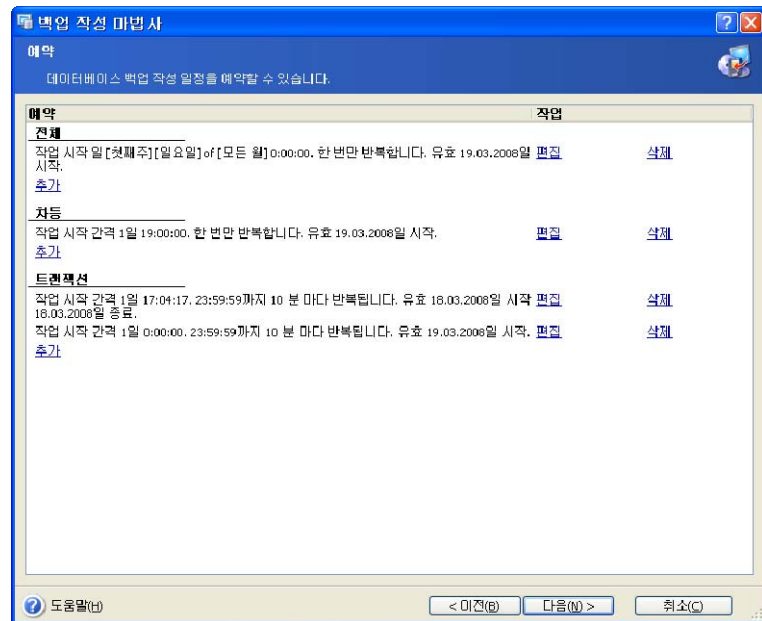 백업 작성 마법사
예약
데이터베이스 백업 작성 일정을 예약할 수 있습니다.
예약 작업
전체
작업 시작 일 [첫째주][일요일] of [모든 월] 0:00:00. 한 번만 반복합니다. 유효 19.03.2008일 편집 삭제
시작.
추가
차등
작업 시작 간격 1일 19:00:00. 한 번만 반복합니다. 유효 19.03.2008일 시작. 편집 삭제
추가
트랜잭션
작업 시작 간격 1일 17:04:17. 23:59:59까지 10 분 마다 반복됩니다. 유효 18.03.2008일 시작 편집 삭제
18.03.2008일 종료.
작업 시작 간격 1일 0:00:00. 23:59:59까지 10 분 마다 반복됩니다. 유효 19.03.2008일 시작. 편집 삭제
추가
도움말(H) < 이전(B) 다음(N) > 취소(C)